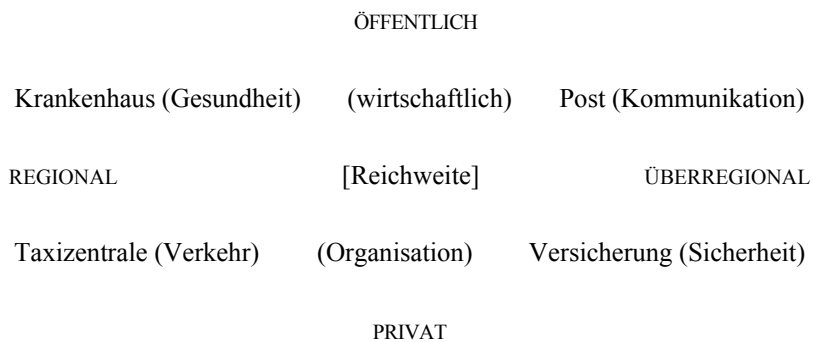 ÖFFENTLICH
Krankenhaus (Gesundheit) (wirtschaftlich) Post (Kommunikation)
REGIONAL [Reichweite] ÜBERREGIONAL
Taxizentrale (Verkehr) (Organisation) Versicherung (Sicherheit)
PRIVAT